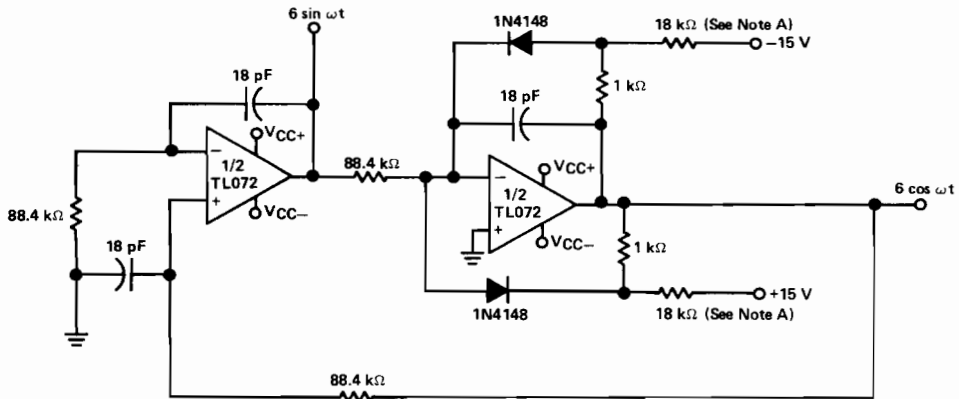 6 sin ωt
1N4148
18 kΩ (See Note A)
−15 V
18 pF
1 kΩ
18 pF
VCC+
−
1/2
TL072
+
VCC−
88.4 kΩ
VCC+
−
1/2
TL072
+
VCC−
6 cos ωt
88.4 kΩ
18 pF
1 kΩ
+15 V
1N4148
18 kΩ (See Note A)
88.4 kΩ